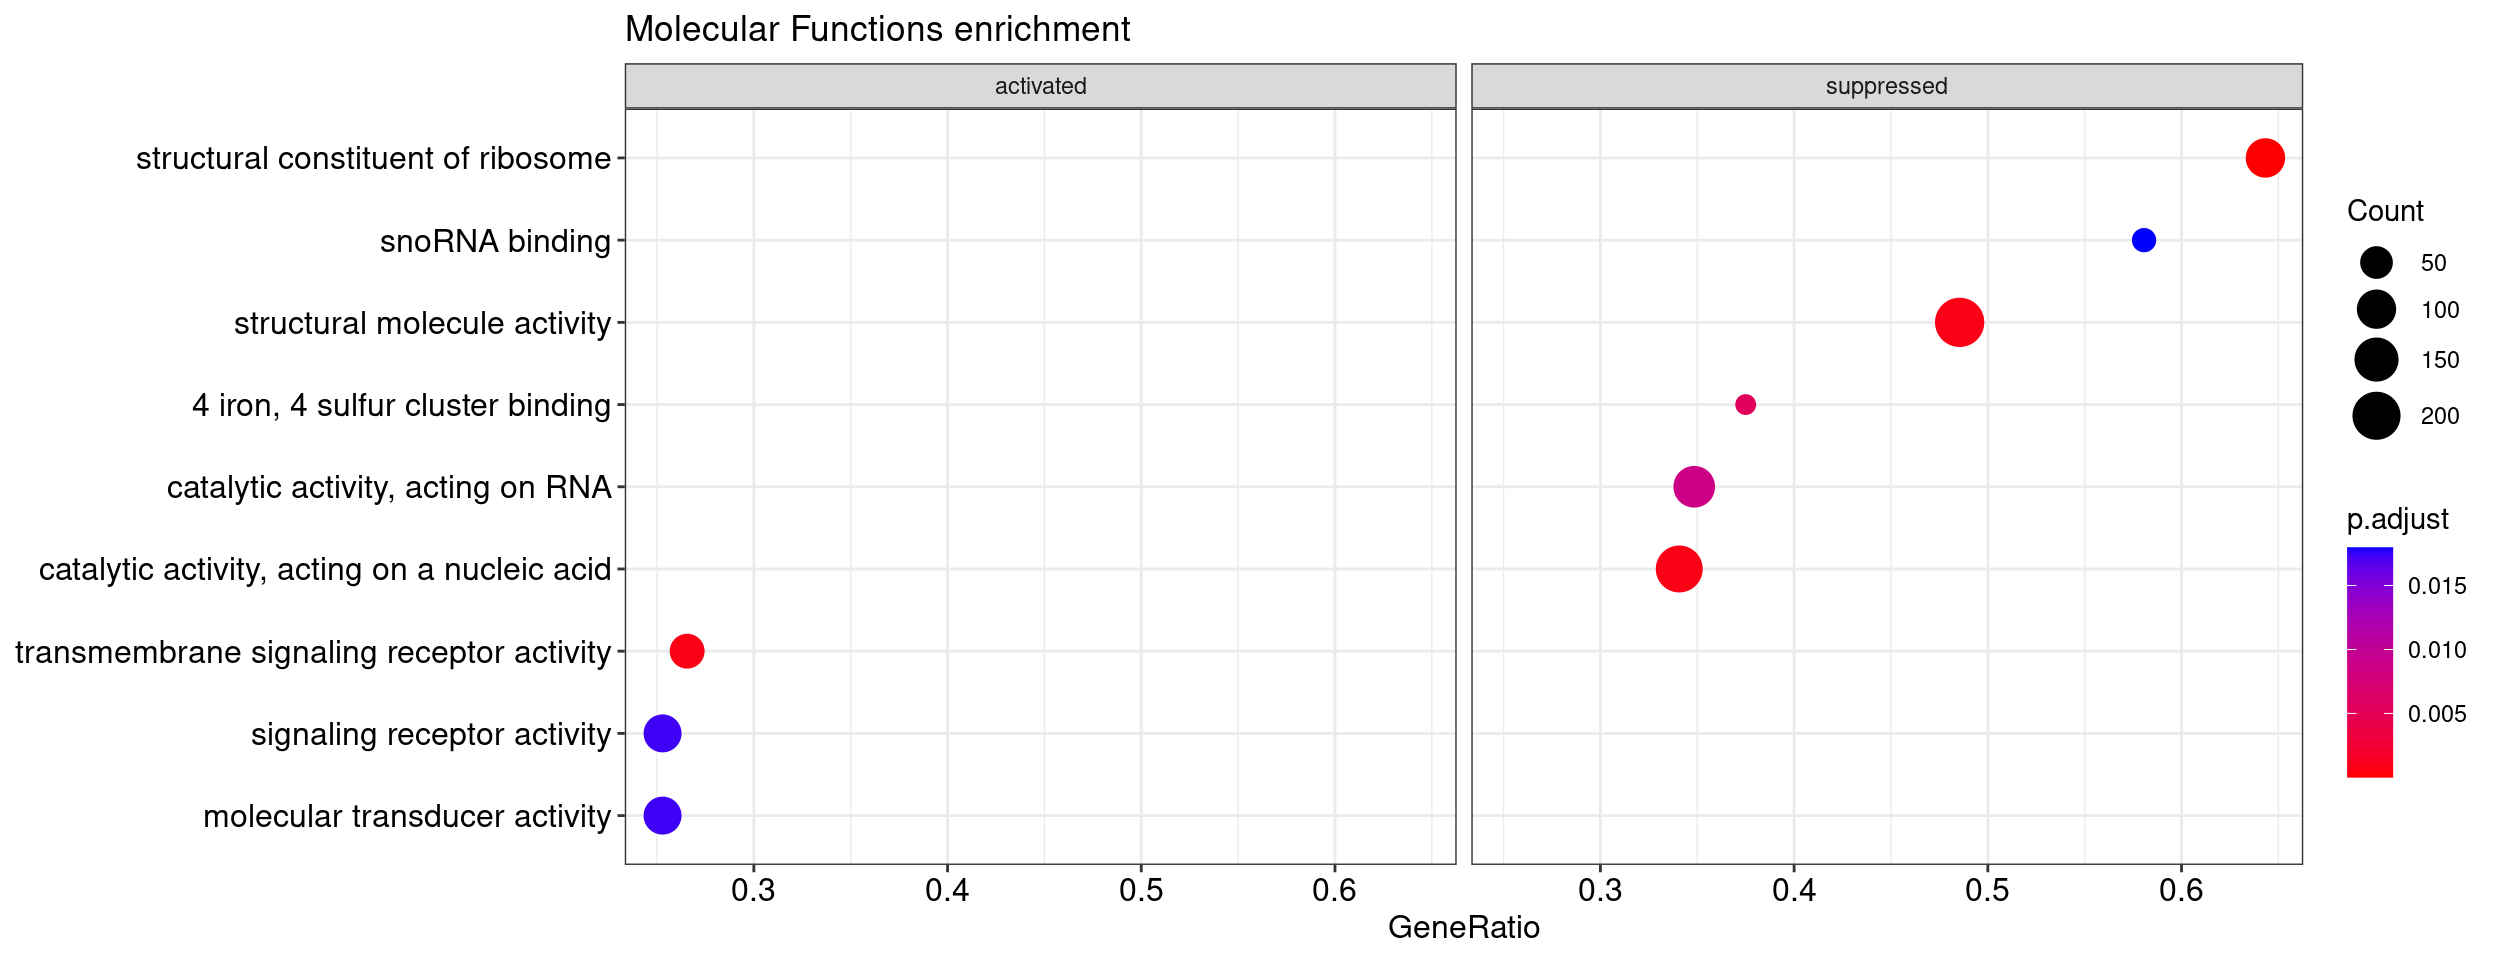 Molecular Functions enrichment
activated
suppressed
structural constituent of ribosome
snoRNA binding
structural molecule activity
4 iron, 4 sulfur cluster binding
catalytic activity, acting on RNA
catalytic activity, acting on a nucleic acid
transmembrane signaling receptor activity
signaling receptor activity
molecular transducer activity
0.3 0.4 0.5 0.6
0.3 0.4 0.5 0.6
GeneRatio
Count
50
100
150
200
p.adjust
0.015
0.010
0.005